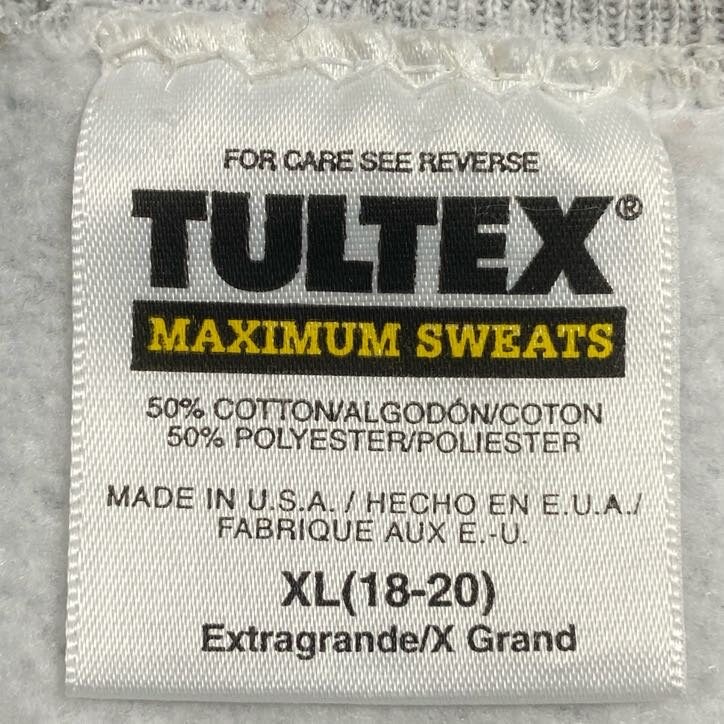 FOR CARE SEE REVERSE
TULTEX®
MAXIMUM SWEATS
50% COTTON/ALGODÓN/COTON
50% POLYESTER/POLIESTER
MADE IN U.S.A. / HECHO EN E.U.A./
FABRIQUE AUX E.-U.
XL(18-20)
Extragrande/X Grand